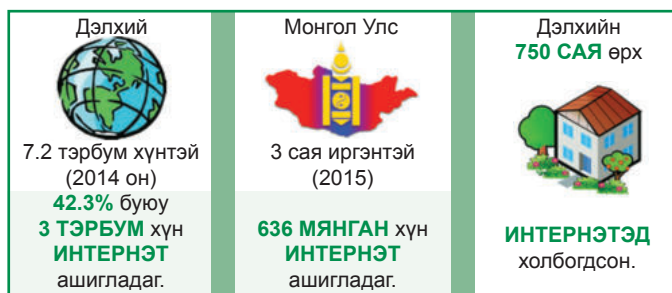 Дэлхий
7.2 тэрбум хүнтэй
(2014 он)
42.3% буюу
3 ТЭРБУМ хүн
ИНТЕРНЭТ
ашигладаг.
Монгол Улс
3 сая иргэнтэй
(2015)
636 МЯНГАН хүн
ИНТЕРНЭТ
ашигладаг.
Дэлхийн
750 САЯ өрх
ИНТЕРНЭТЭД
холбогдсон.